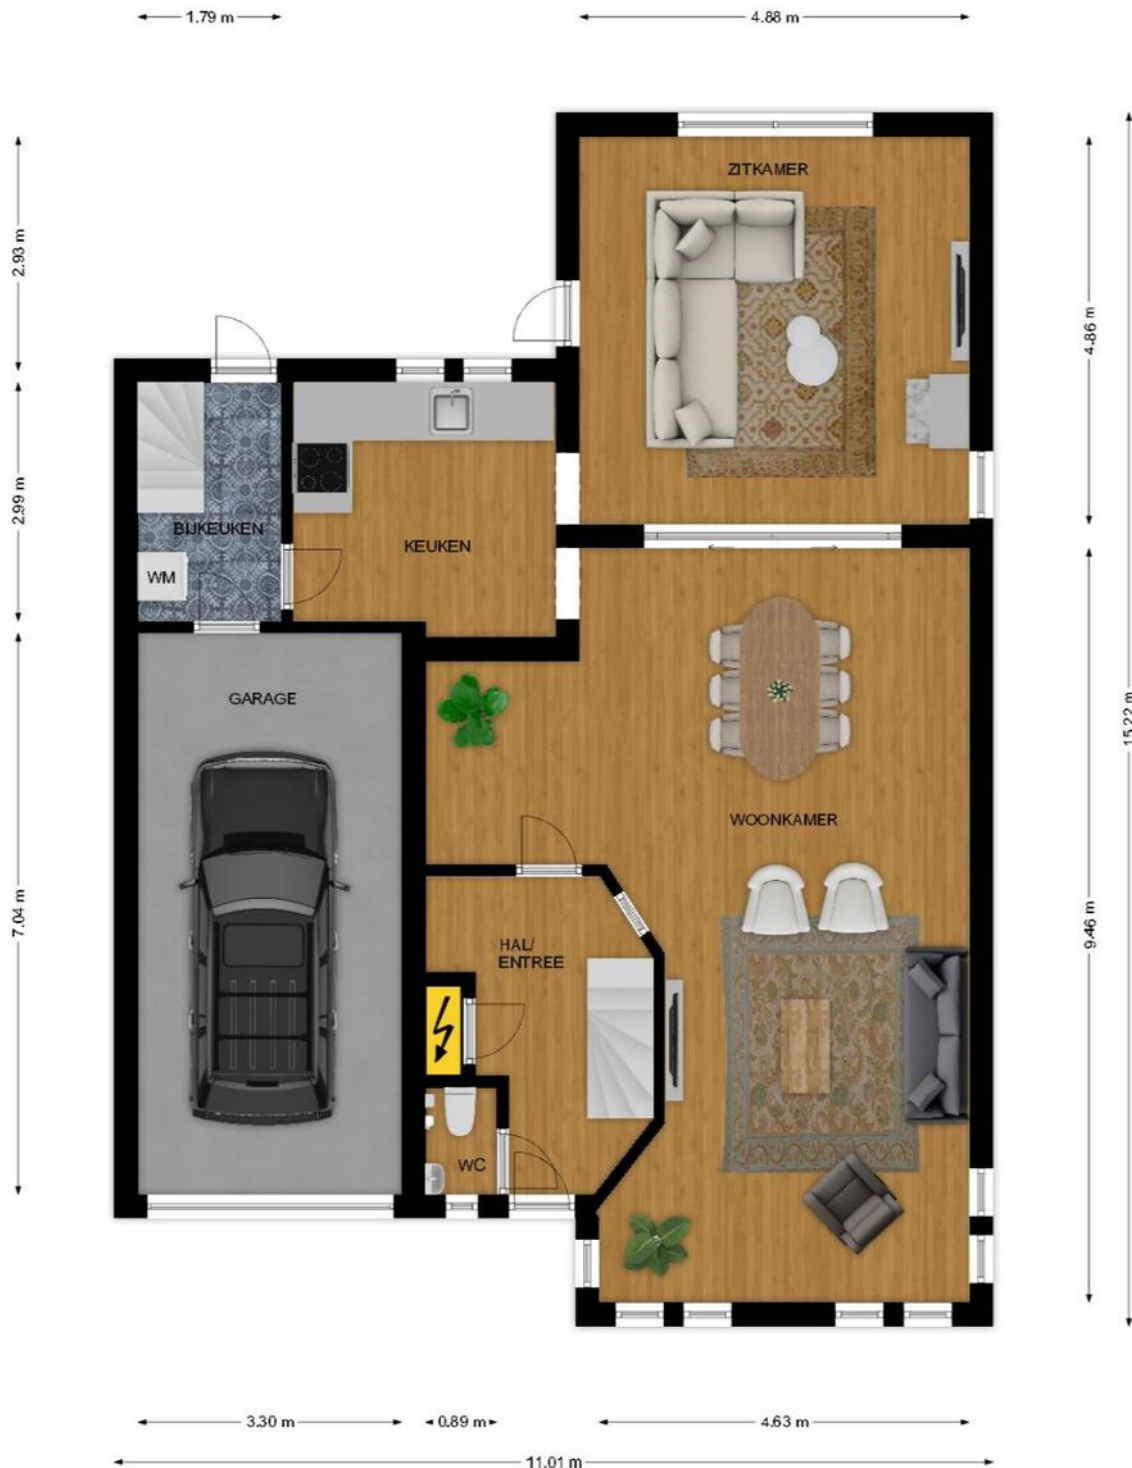 1.79 m
4.88 m
ZITKAMER
2.93 m
4.86 m
2.99 m
BIJKEUKEN
KEUKEN
WM
GARAGE
15.22 m
WOONKAMER
7.04 m
9.46 m
HAL/
ENTREE
WC
3.30 m
0.89 m
4.63 m
11.01 m